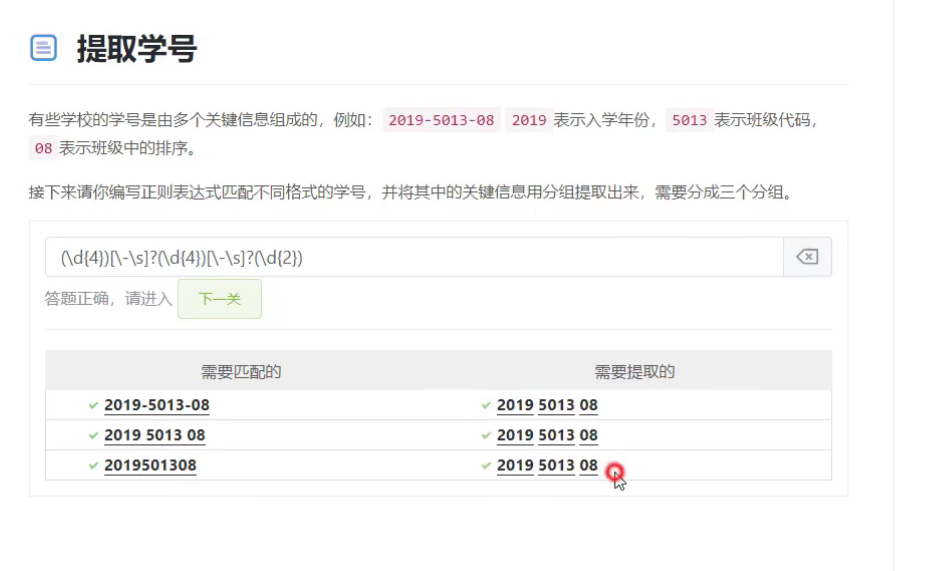 提取学号
有些学校的学号是由多个关键信息组成的，例如： 2019-5013-08 2019 表示入学年份， 5013 表示班级代码，
08 表示班级中的排序。
接下来请你编写正则表达式匹配不同格式的学号，并将其中的关键信息用分组提取出来，需要分成三个分组。
(\d{4})[\-\s]?(\d{4})[\-\s]?(\d{2})
答题正确，请进入 下一关
需要匹配的 需要提取的
2019-5013-08 2019 5013 08
2019 5013 08 2019 5013 08
2019501308 2019 5013 08